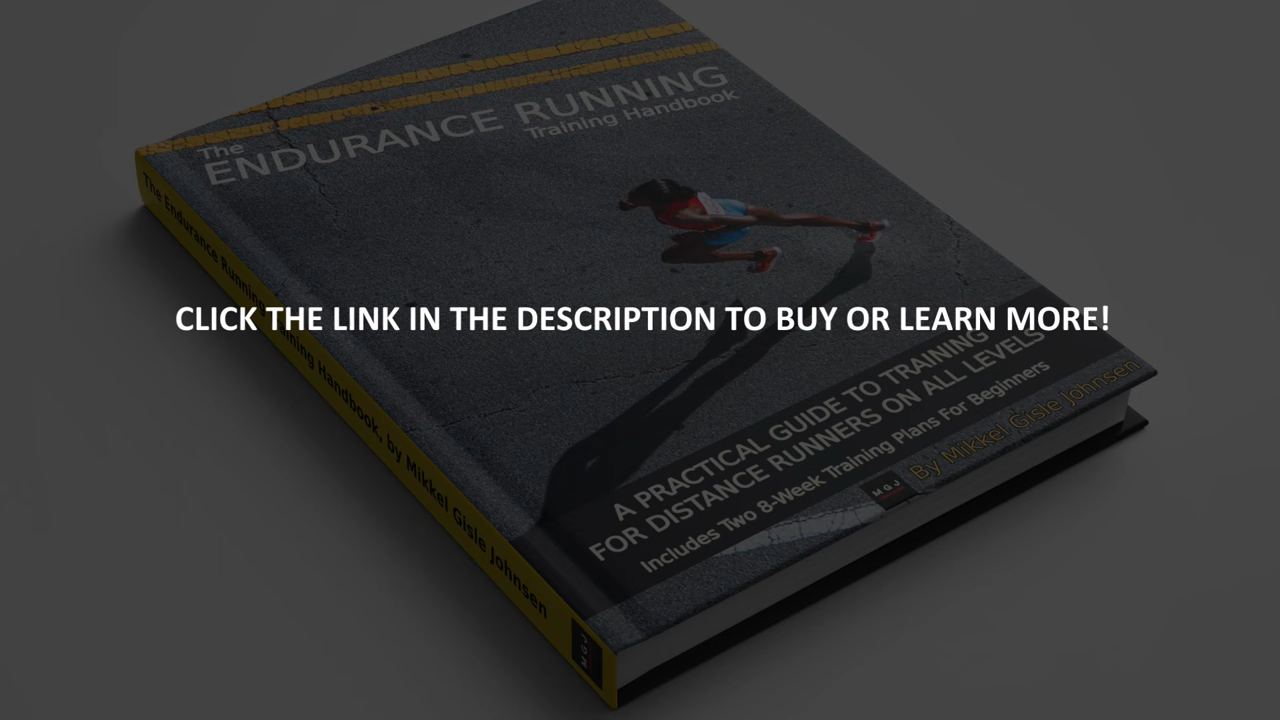 The
ENDURANCE RUNNING
Training Handbook
CLICK THE LINK IN THE DESCRIPTION TO BUY OR LEARN MORE!
A PRACTICAL GUIDE TO TRAINING
FOR DISTANCE RUNNERS ON ALL LEVELS
Includes Two 8-Week Training Plans For Beginners
MGJ
By Mikkel Gisle Johnsen
The Endurance Running Training Handbook, by Mikkel Gisle Johnsen
MGJ